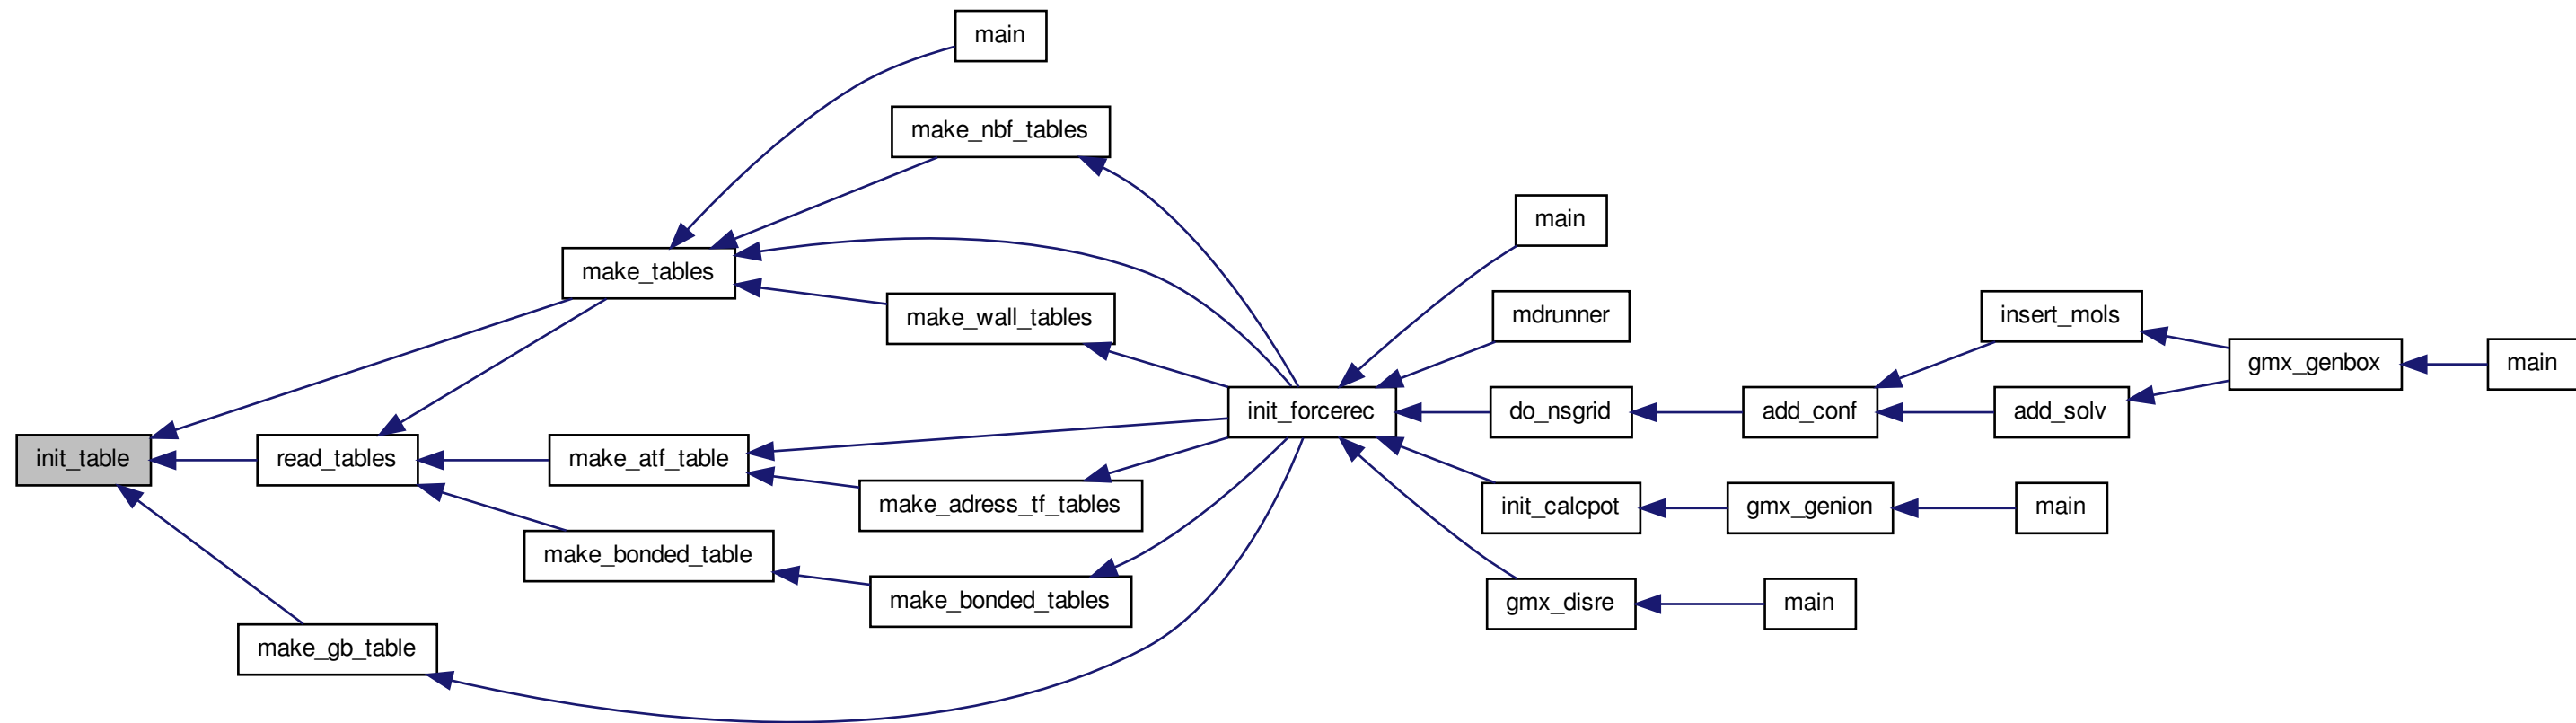 main
make_nbf_tables
main
make_tables
make_wall_tables
mdrunner
insert_mols
gmx_genbox
main
init_forcerec
do_nsgrid
add_conf
add_solv
init_table
read_tables
make_atf_table
make_adress_tf_tables
init_calcpot
gmx_genion
main
make_bonded_table
make_bonded_tables
gmx_disre
main
make_gb_table